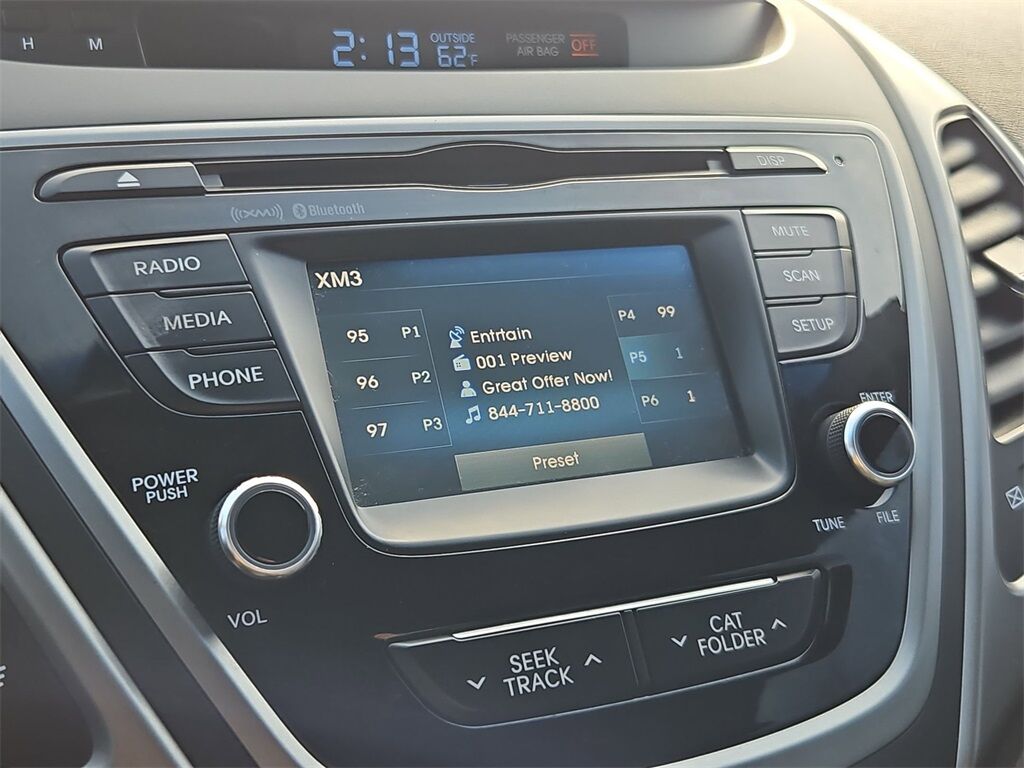 H M 2:13 OUTSIDE 62°F PASSENGER AIR BAG OFF
DISP
((XM)) Bluetooth
RADIO
MEDIA
PHONE
MUTE
SCAN
SETUP
XM3
95 P1
96 P2
97 P3
Entrtain
001 Preview
Great Offer Now!
844-711-8800
Preset
P4 99
P5 1
P6 1
POWER
PUSH
VOL
ENTER
TUNE FILE
SEEK
TRACK
CAT
FOLDER